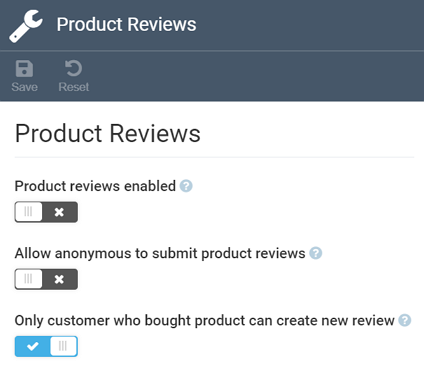 Product Reviews
Save Reset
Product Reviews
Product reviews enabled ?
Allow anonymous to submit product reviews ?
Only customer who bought product can create new review ?